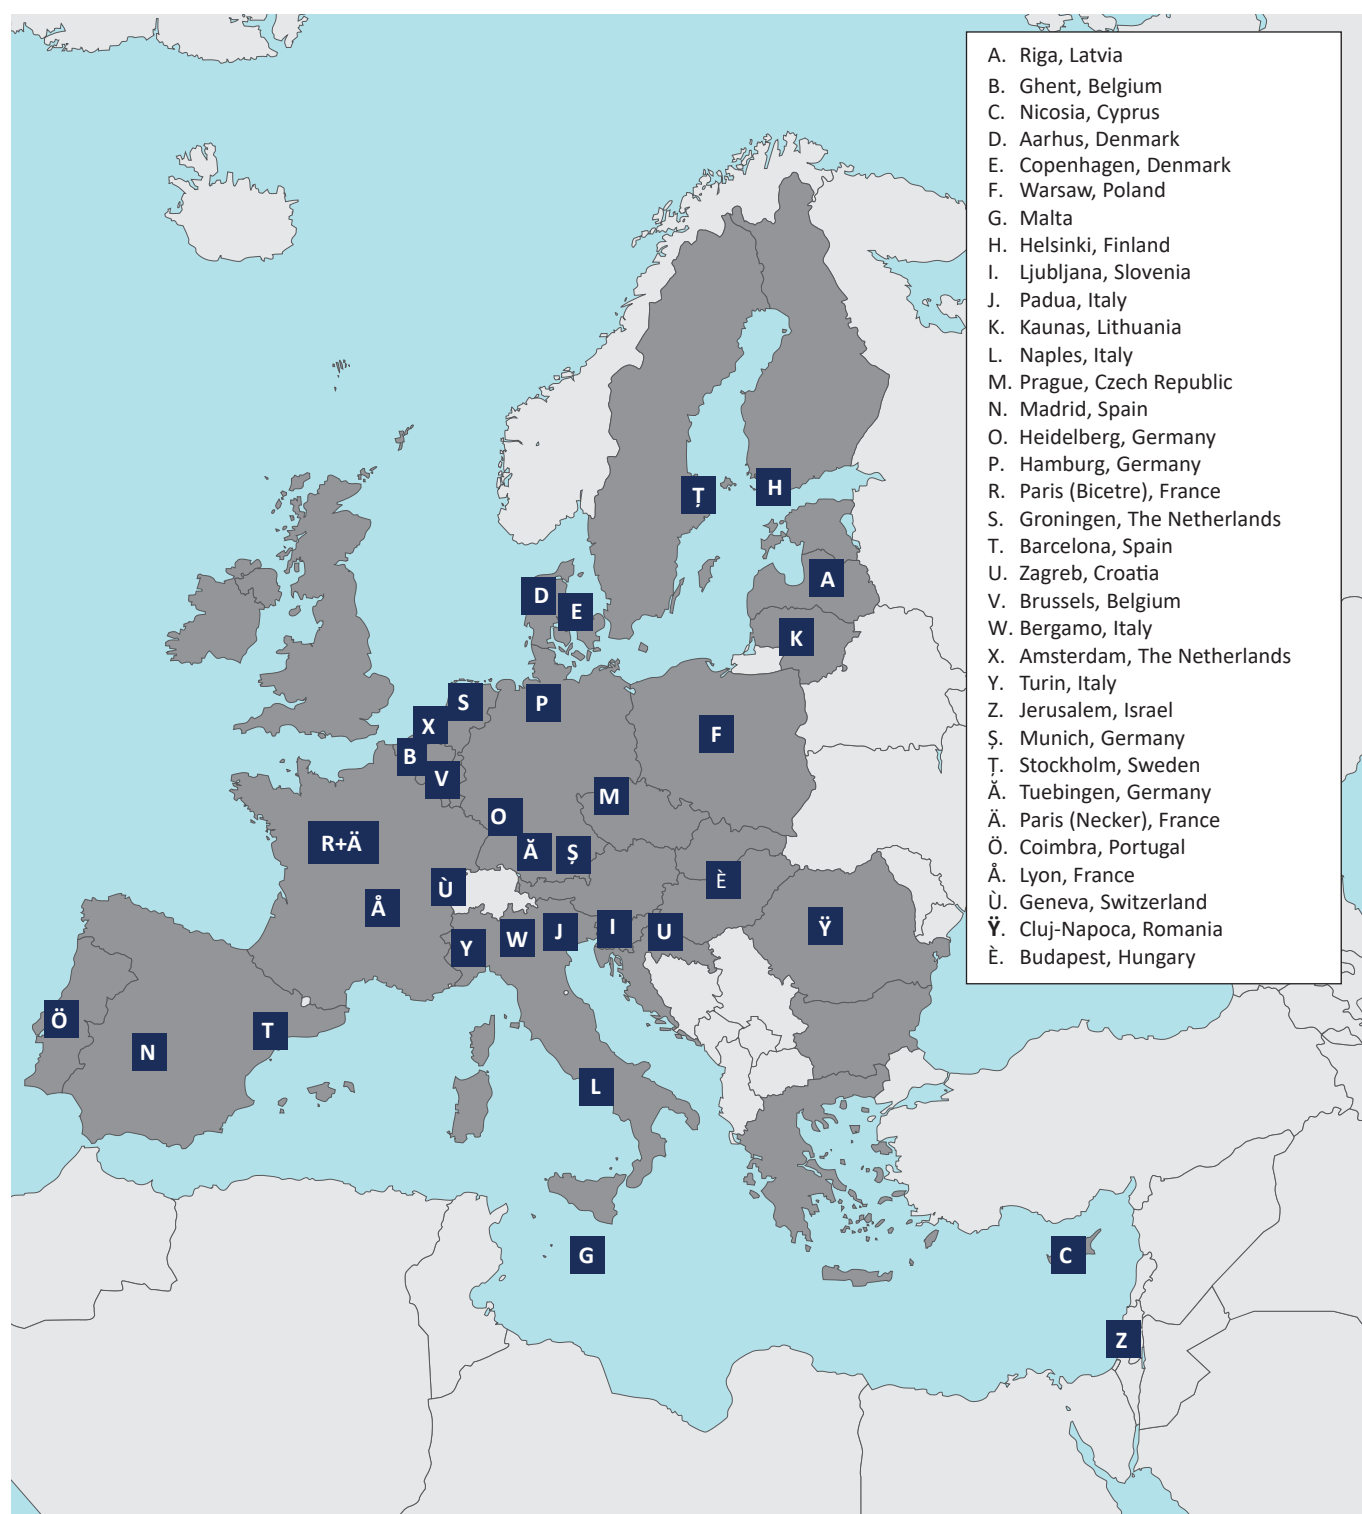 A. Riga, Latvia
B. Ghent, Belgium
C. Nicosia, Cyprus
D. Aarhus, Denmark
E. Copenhagen, Denmark
F. Warsaw, Poland
G. Malta
H. Helsinki, Finland
I. Ljubljana, Slovenia
J. Padua, Italy
K. Kaunas, Lithuania
L. Naples, Italy
M. Prague, Czech Republic
N. Madrid, Spain
O. Heidelberg, Germany
P. Hamburg, Germany
R. Paris (Bicetre), France
S. Groningen, The Netherlands
T. Barcelona, Spain
U. Zagreb, Croatia
V. Brussels, Belgium
W. Bergamo, Italy
X. Amsterdam, The Netherlands
Y. Turin, Italy
Z. Jerusalem, Israel
Ș. Munich, Germany
Ț. Stockholm, Sweden
Ă. Tuebingen, Germany
Ä. Paris (Necker), France
Ö. Coimbra, Portugal
Å. Lyon, France
Ù. Geneva, Switzerland
Ÿ. Cluj-Napoca, Romania
È. Budapest, Hungary
Ț
H
A
D
E
K
S
P
X
F
B
V
M
O
R+Ä
Ă
Ș
È
Ù
Å
I
U
Ÿ
J
W
Y
Ö
T
N
L
G
C
Z